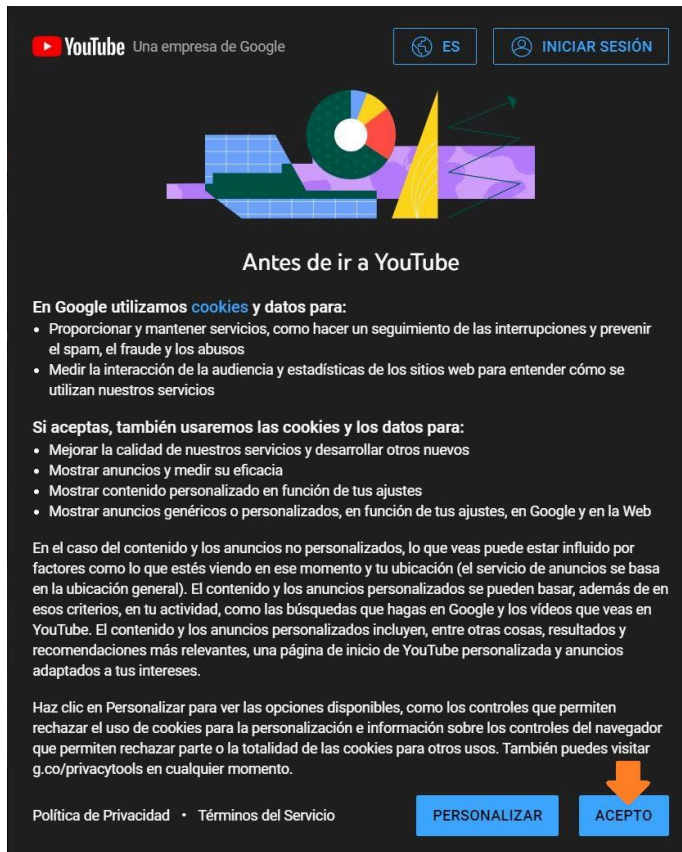 YouTube Una empresa de Google
ES
INICIAR SESIÓN
Antes de ir a YouTube
En Google utilizamos cookies y datos para:
• Proporcionar y mantener servicios, como hacer un seguimiento de las interrupciones y prevenir
el spam, el fraude y los abusos
• Medir la interacción de la audiencia y estadísticas de los sitios web para entender cómo se
utilizan nuestros servicios
Si aceptas, también usaremos las cookies y los datos para:
• Mejorar la calidad de nuestros servicios y desarrollar otros nuevos
• Mostrar anuncios y medir su eficacia
• Mostrar contenido personalizado en función de tus ajustes
• Mostrar anuncios genéricos o personalizados, en función de tus ajustes, en Google y en la Web
En el caso del contenido y los anuncios no personalizados, lo que veas puede estar influido por
factores como lo que estés viendo en ese momento y tu ubicación (el servicio de anuncios se basa
en la ubicación general). El contenido y los anuncios personalizados se pueden basar, además de en
esos criterios, en tu actividad, como las búsquedas que hagas en Google y los vídeos que veas en
YouTube. El contenido y los anuncios personalizados incluyen, entre otras cosas, resultados y
recomendaciones más relevantes, una página de inicio de YouTube personalizada y anuncios
adaptados a tus intereses.
Haz clic en Personalizar para ver las opciones disponibles, como los controles que permiten
rechazar el uso de cookies para la personalización e información sobre los controles del navegador
que permiten rechazar parte o la totalidad de las cookies para otros usos. También puedes visitar
g.co/privacytools en cualquier momento.
Política de Privacidad • Términos del Servicio
PERSONALIZAR
ACEPTO